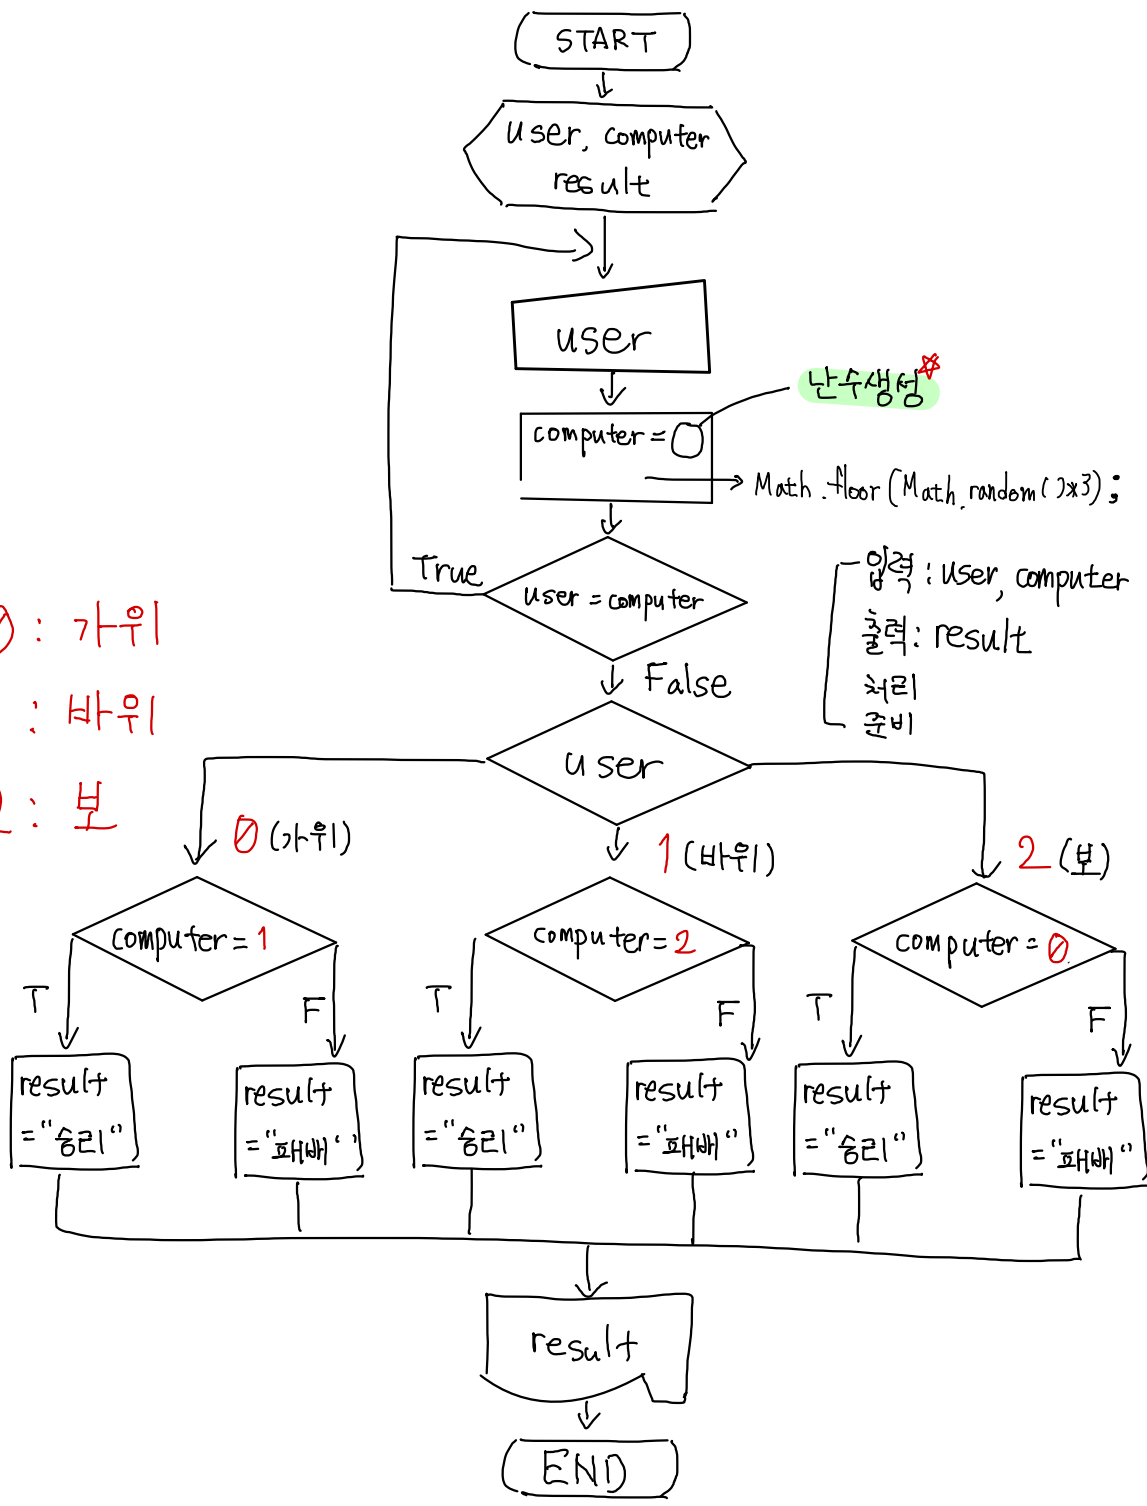 START
user, computer
result
user
난수생성
computer =
Math.floor(Math.random()*3);
True
user = computer
입력 : user, computer
출력 : result
처리
준비
: 가위
: 바위
: 보
False
user
0 (가위)
1 (바위)
2 (보)
computer = 1
computer = 2
computer = 0
T
F
T
F
T
F
result
="승리"
result
="패배"
result
="승리"
result
="패배"
result
="승리"
result
="패배"
result
END